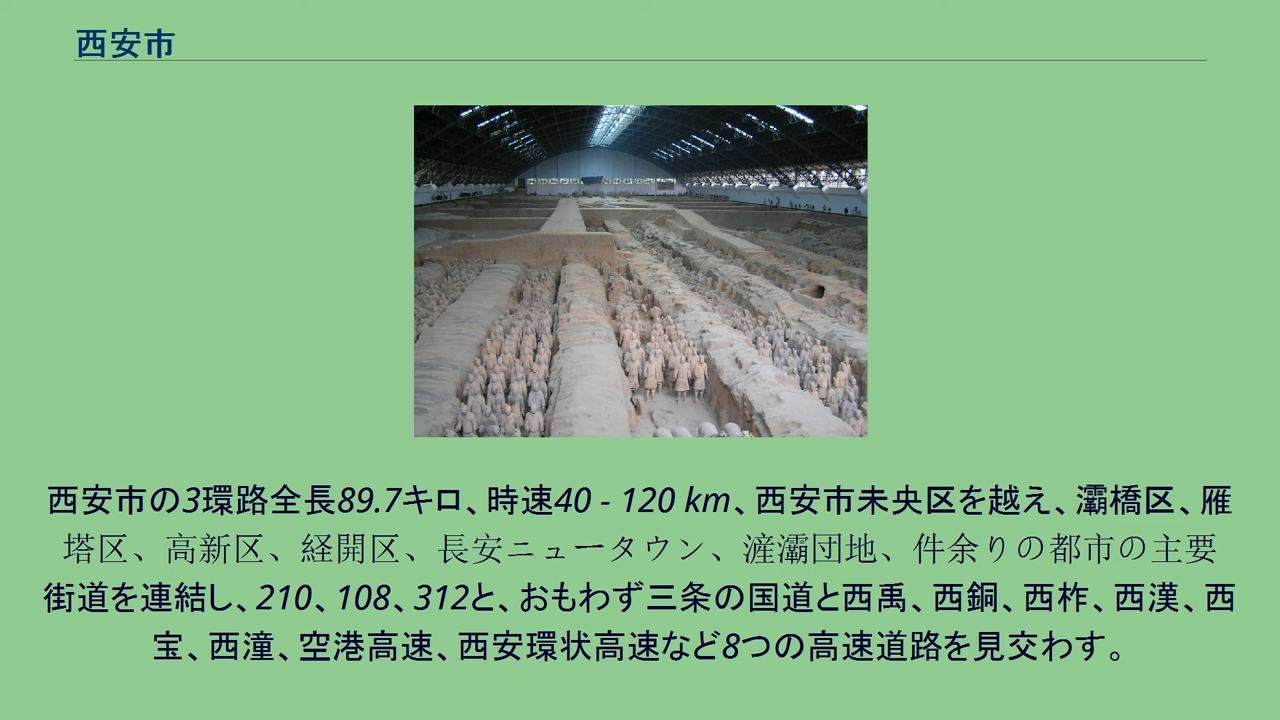 西安市
西安市の3環路全長89.7キロ、時速40 - 120 km、西安市未央区を越え、灞橋区、雁
塔区、高新区、経開区、長安ニュータウン、滻灞団地、件余りの都市の主要
街道を連結し、210、108、312と、おもわず三条の国道と西禹、西銅、西柞、西漢、西
宝、西潼、空港高速、西安環状高速など8つの高速道路を見交わす。